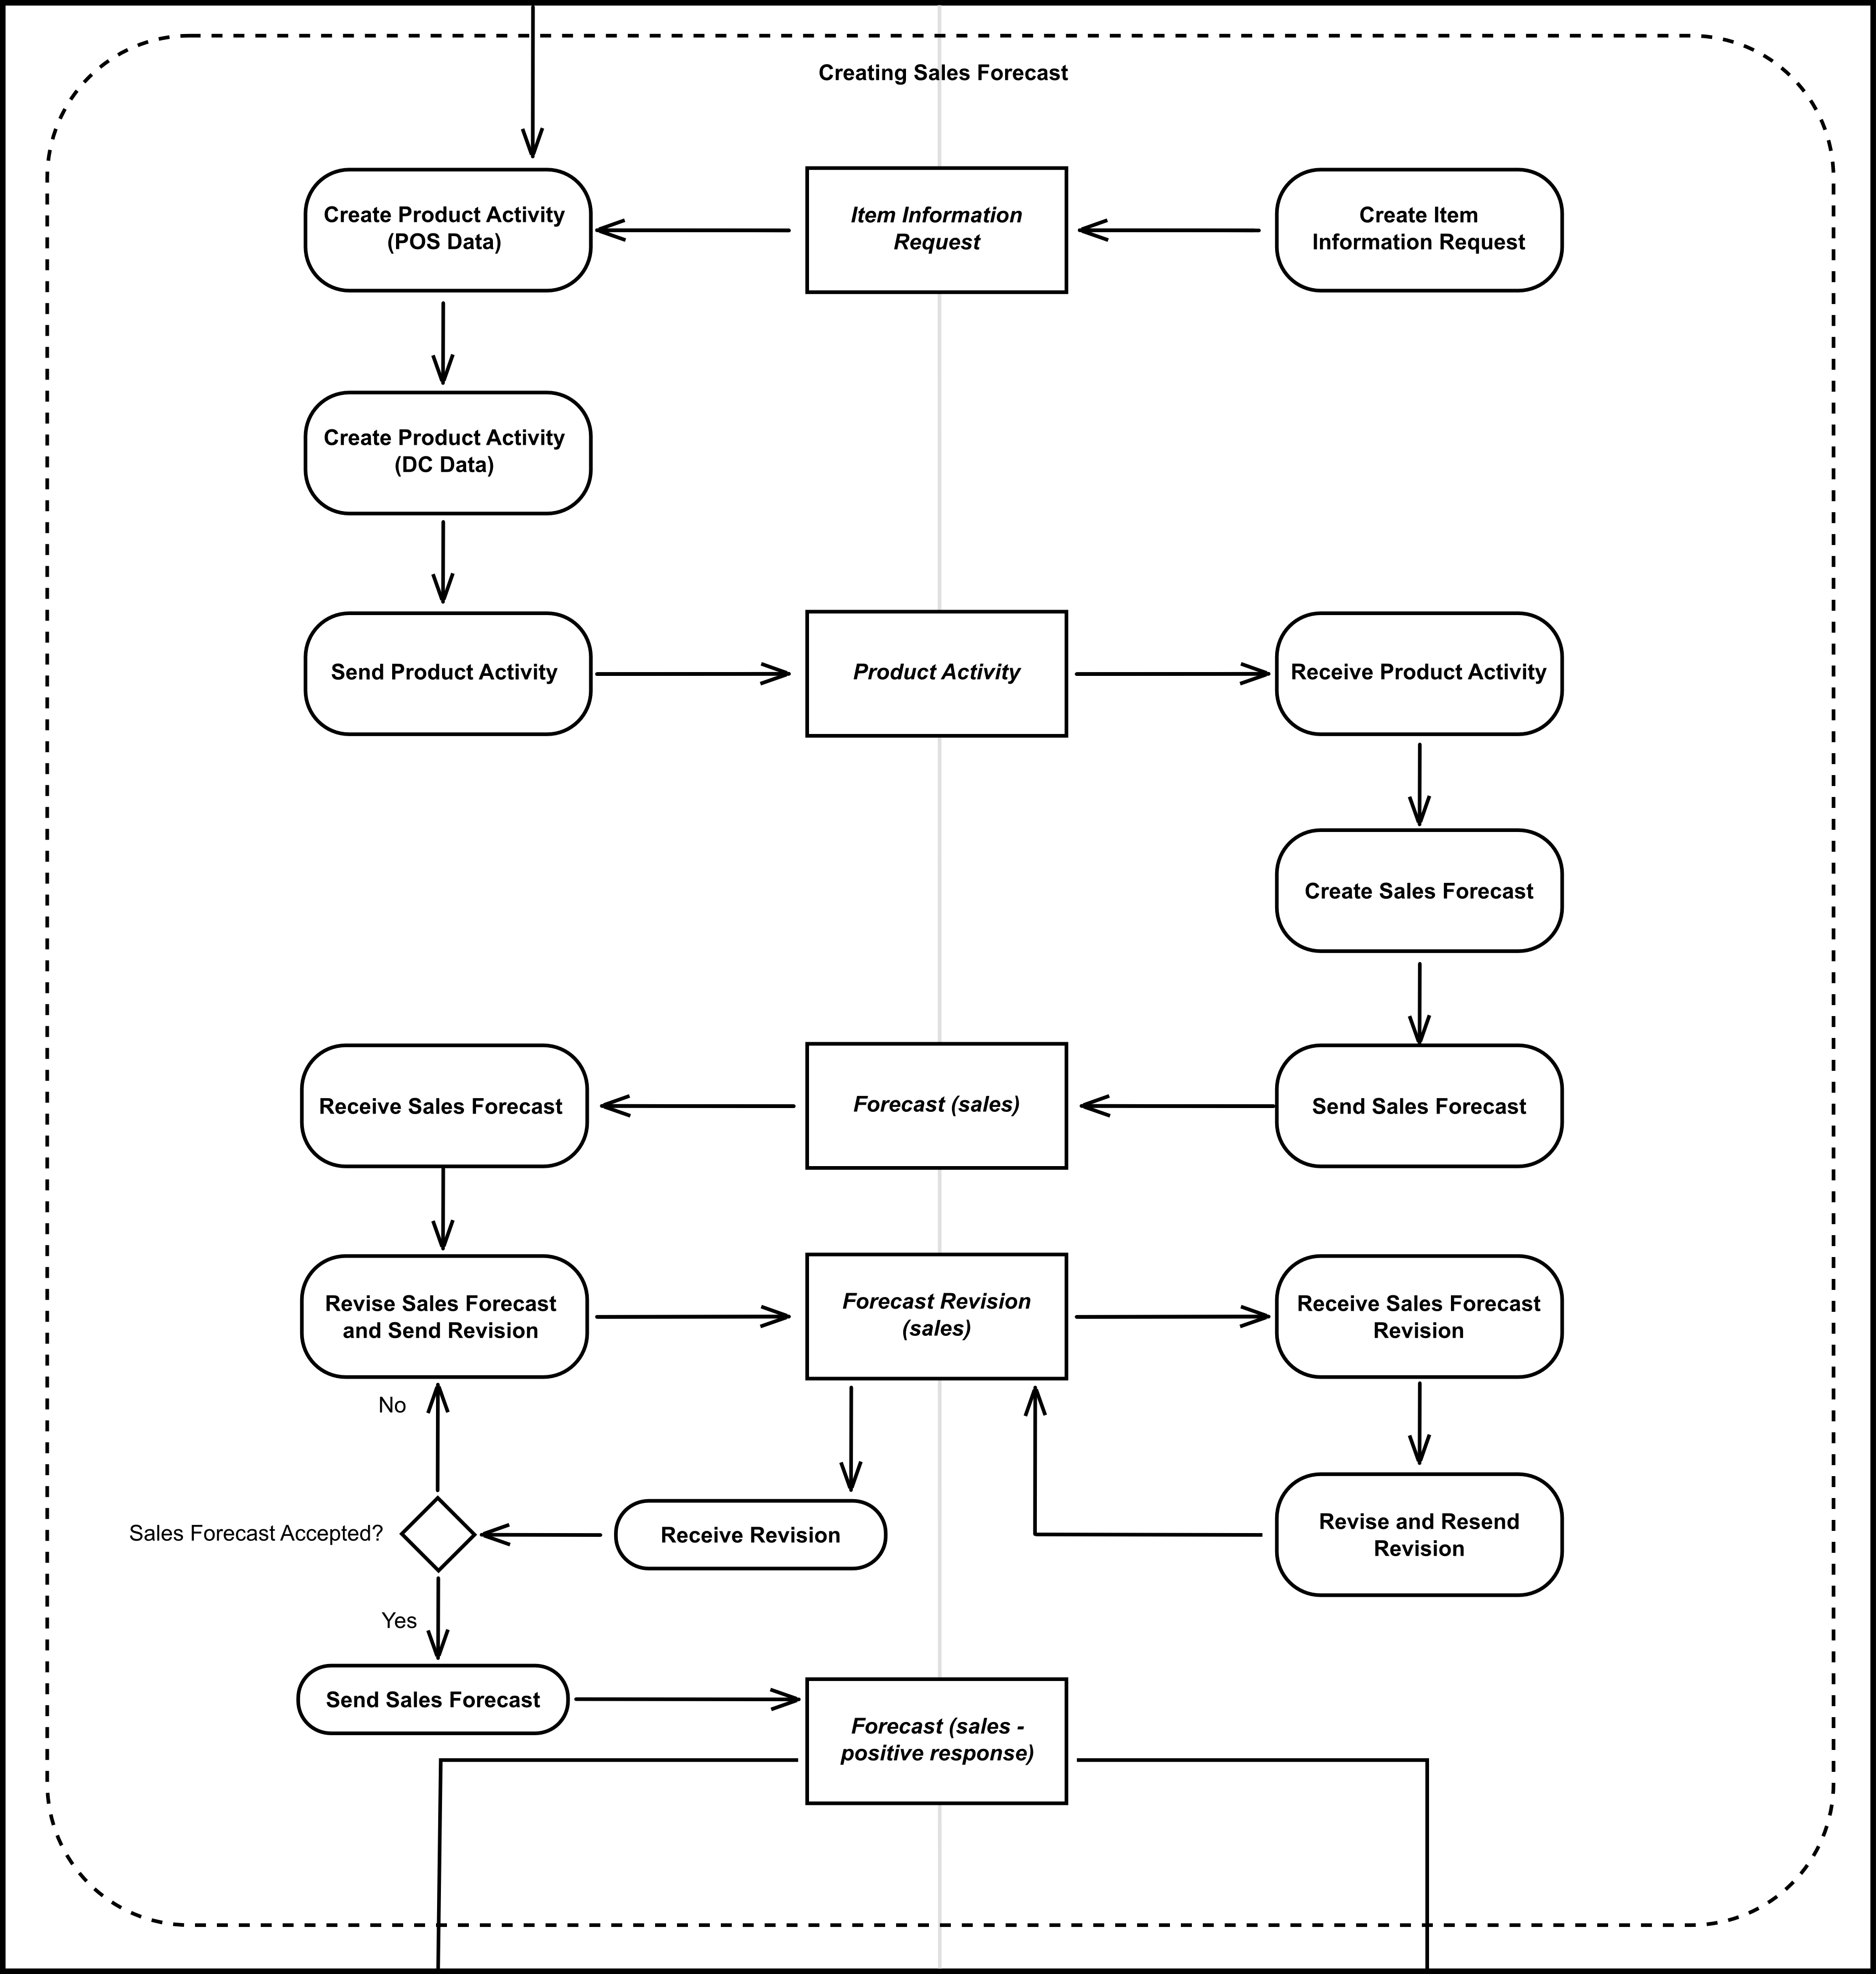 Creating Sales Forecast
Create Product Activity
(POS Data)
Item Information
Request
Create Item
Information Request
Create Product Activity
(DC Data)
Send Product Activity
Product Activity
Receive Product Activity
Create Sales Forecast
Receive Sales Forecast
Forecast (sales)
Send Sales Forecast
Revise Sales Forecast
and Send Revision
Forecast Revision
(sales)
Receive Sales Forecast
Revision
No
Sales Forecast Accepted?
Receive Revision
Revise and Resend
Revision
Yes
Send Sales Forecast
Forecast (sales -
positive response)